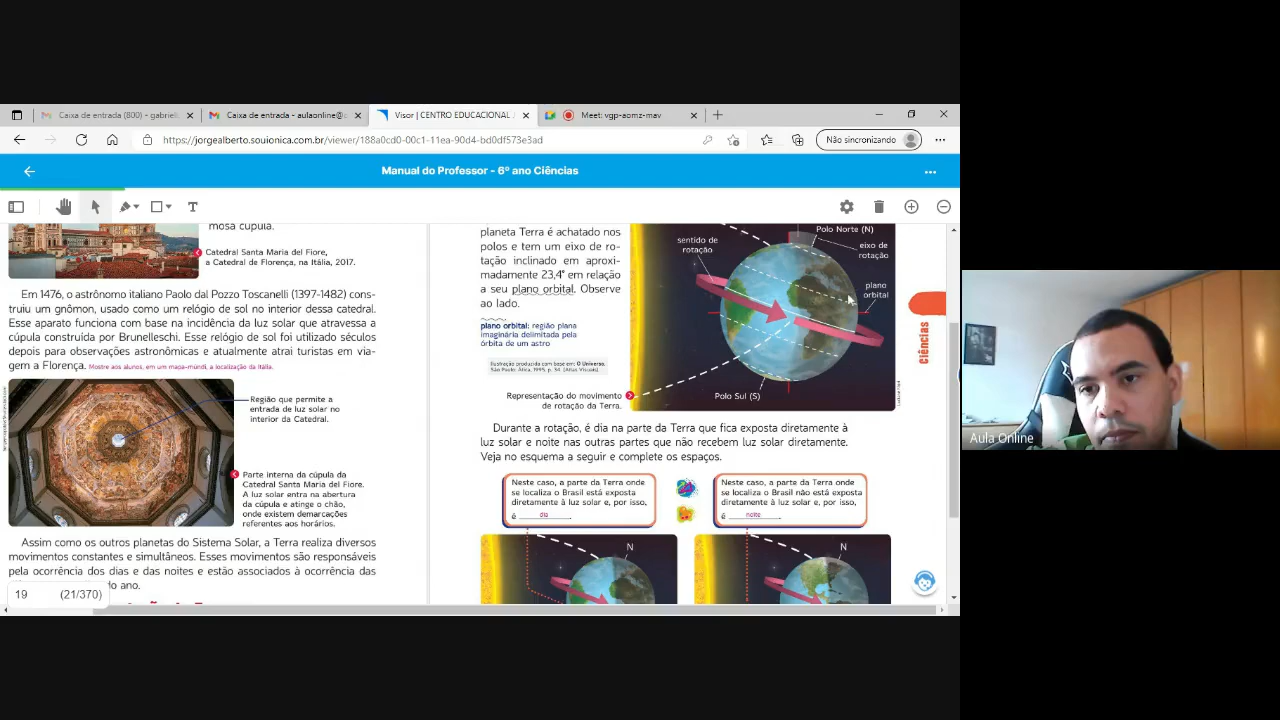 Caixa de entrada (800) - gabriel
Caixa de entrada - aulaonline@c
Visor | CENTRO EDUCACIONAL
Meet: vgp-aomz-mav
https://jorgealberto.souionica.com.br/viewer/188a0cd0-00c1-11ea-90d4-bd0df573e3ad
Não sincronizando
Manual do Professor - 6º ano Ciências
T
mosa cúpula.
Catedral Santa Maria del Fiore,
a Catedral de Florença, na Itália, 2017.
Em 1476, o astrônomo italiano Paolo dal Pozzo Toscanelli (1397-1482) cons-
truiu um gnômon, usado como um relógio de sol no interior dessa catedral.
Esse aparato funciona com base na incidência da luz solar que atravessa a
cúpula construída por Brunelleschi. Esse relógio de sol foi utilizado séculos
depois para observações astronômicas e atualmente atrai turistas em via-
gem a Florença. Mostre aos alunos, em um mapa-múndi, a localização da Itália.
Região que permite a
entrada de luz solar no
interior da Catedral.
Parte interna da cúpula da
Catedral Santa Maria del Fiore.
A luz solar entra na abertura
da cúpula e atinge o chão,
onde existem demarcações
referentes aos horários.
Assim como os outros planetas do Sistema Solar, a Terra realiza diversos
movimentos constantes e simultâneos. Esses movimentos são responsáveis
pela ocorrência dos dias e das noites e estão associados à ocorrência das
do ano.
19 (21/370)
planeta Terra é achatado nos
polos e tem um eixo de ro-
tação inclinado em aproxi-
madamente 23,4° em relação
a seu plano orbital. Observe
ao lado.
plano orbital: região plana
imaginária delimitada pela
órbita de um astro
Ilustração produzida com base em: O Universo.
São Paulo: Ática, 1995. p. 34. (Atlas Visuais).
Representação do movimento
de rotação da Terra.
sentido de
rotação
Polo Norte (N)
eixo de
rotação
plano
orbital
Polo Sul (S)
ciências
Durante a rotação, é dia na parte da Terra que fica exposta diretamente à
luz solar e noite nas outras partes que não recebem luz solar diretamente.
Veja no esquema a seguir e complete os espaços.
Neste caso, a parte da Terra onde
se localiza o Brasil está exposta
diretamente à luz solar e, por isso,
é dia.
Neste caso, a parte da Terra onde
se localiza o Brasil não está exposta
diretamente à luz solar e, por isso,
é noite.
N
N
Aula Online